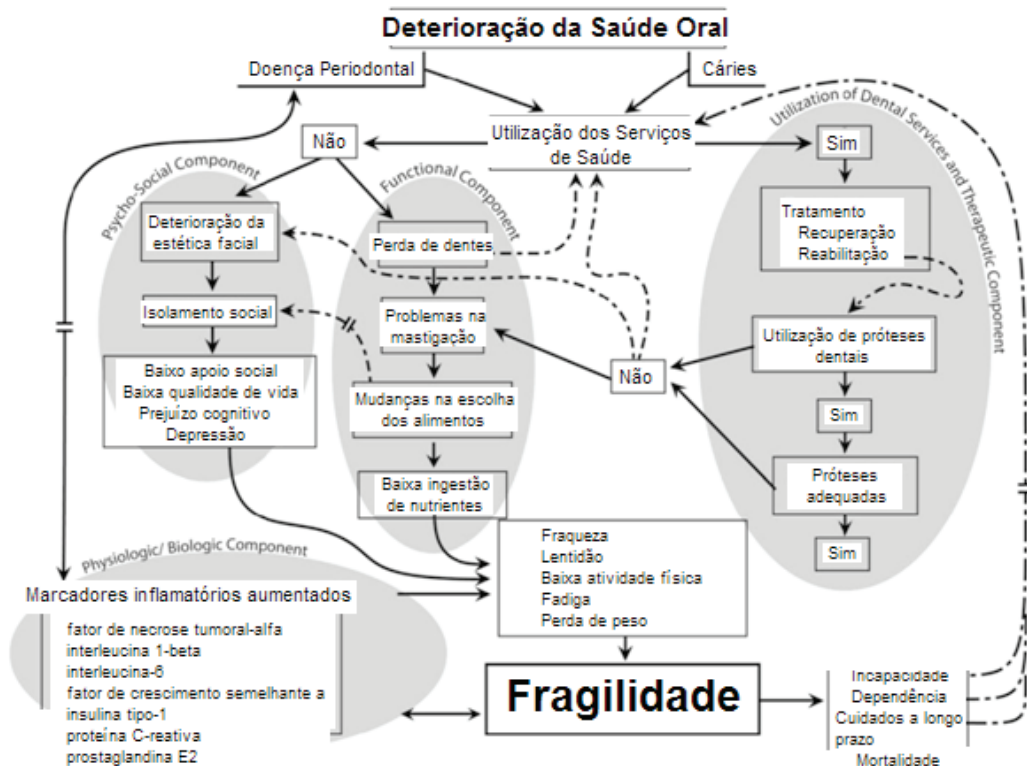 Deterioração da Saúde Oral
Doença Periodontal
Cáries
Utilização dos Serviços
de Saúde
Não
Sim
Psycho-Social Component
Functional Component
Utilization of Dental Services and Therapeutic Component
Deterioração da
estética facial
Perda de dentes
Tratamento
Recuperação
Reabilitação
Isolamento social
Problemas na
mastigação
Utilização de próteses
dentais
Não
Baixo apoio social
Baixa qualidade de vida
Prejuízo cognitivo
Depressão
Mudanças na escolha
dos alimentos
Sim
Baixa ingestão
de nutrientes
Próteses
adequadas
Sim
Physiologic/ Biologic Component
Fraqueza
Lentidão
Baixa atividade física
Fadiga
Perda de peso
Marcadores inflamatórios aumentados
fator de necrose tumoral-alfa
interleucina 1-beta
interleucina-6
fator de crescimento semelhante a
insulina tipo-1
proteína C-reativa
prostaglandina E2
Fragilidade
Incapacidade
Dependência
Cuidados a longo
prazo
Mortalidade